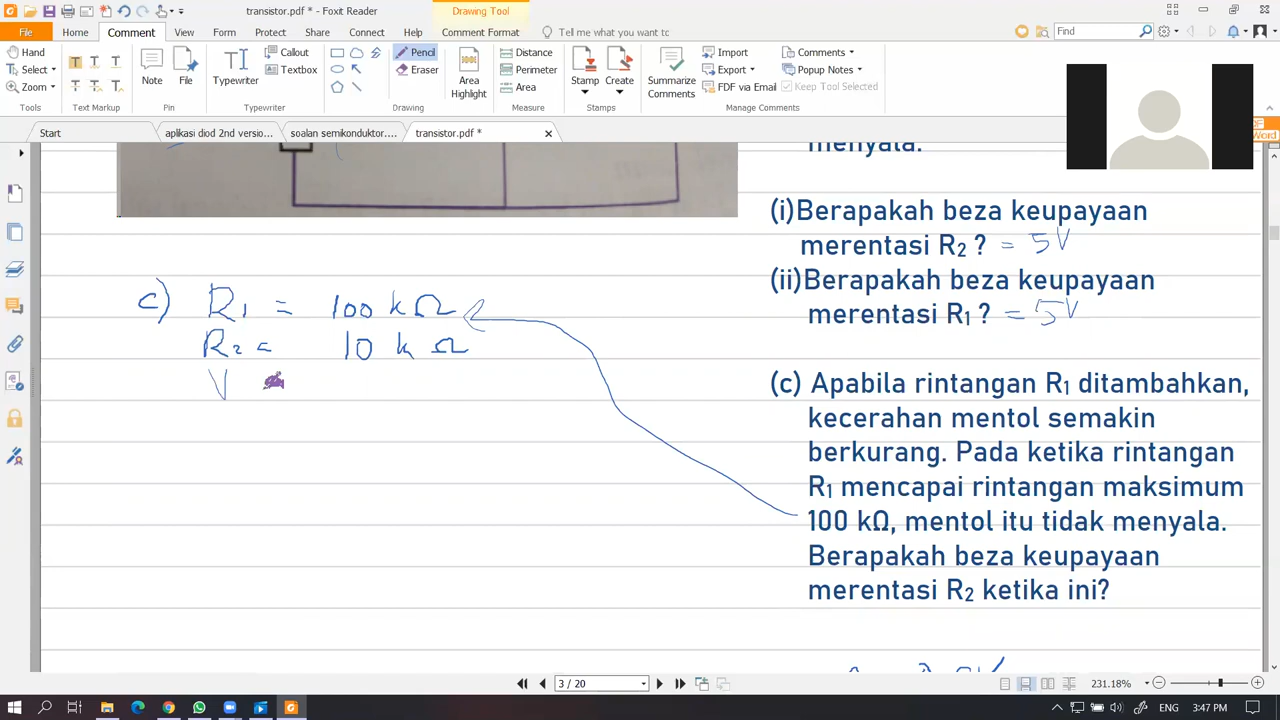 transistor.pdf * - Foxit Reader
Drawing Tool
File Home Comment View Form Protect Share Connect Help Comment Format Tell me what you want to Find
Hand
Select
Zoom
Tools
Text Markup
Note
File
Pin
Typewriter
Callout
Textbox
Typewriter
Pencil
Eraser
Drawing
Area Highlight
Distance
Perimeter
Area
Measure
Stamp
Create
Stamps
Summarize Comments
Import
Export
FDF via Email
Comments
Popup Notes
Keep Tool Selected
Manage Comments
Start aplikasi diod 2nd versio... soalan semikonduktor.... transistor.pdf *
Word
menyala.
(i)Berapakah beza keupayaan
merentasi R₂ ? = 5V
(ii)Berapakah beza keupayaan
merentasi R₁ ? = 5V
c) R₁ = 100 kΩ
R₂ = 10 kΩ
V
(c) Apabila rintangan R₁ ditambahkan,
kecerahan mentol semakin
berkurang. Pada ketika rintangan
R₁ mencapai rintangan maksimum
100 kΩ, mentol itu tidak menyala.
Berapakah beza keupayaan
merentasi R₂ ketika ini?
3 / 20
231.18%
ENG 3:47 PM